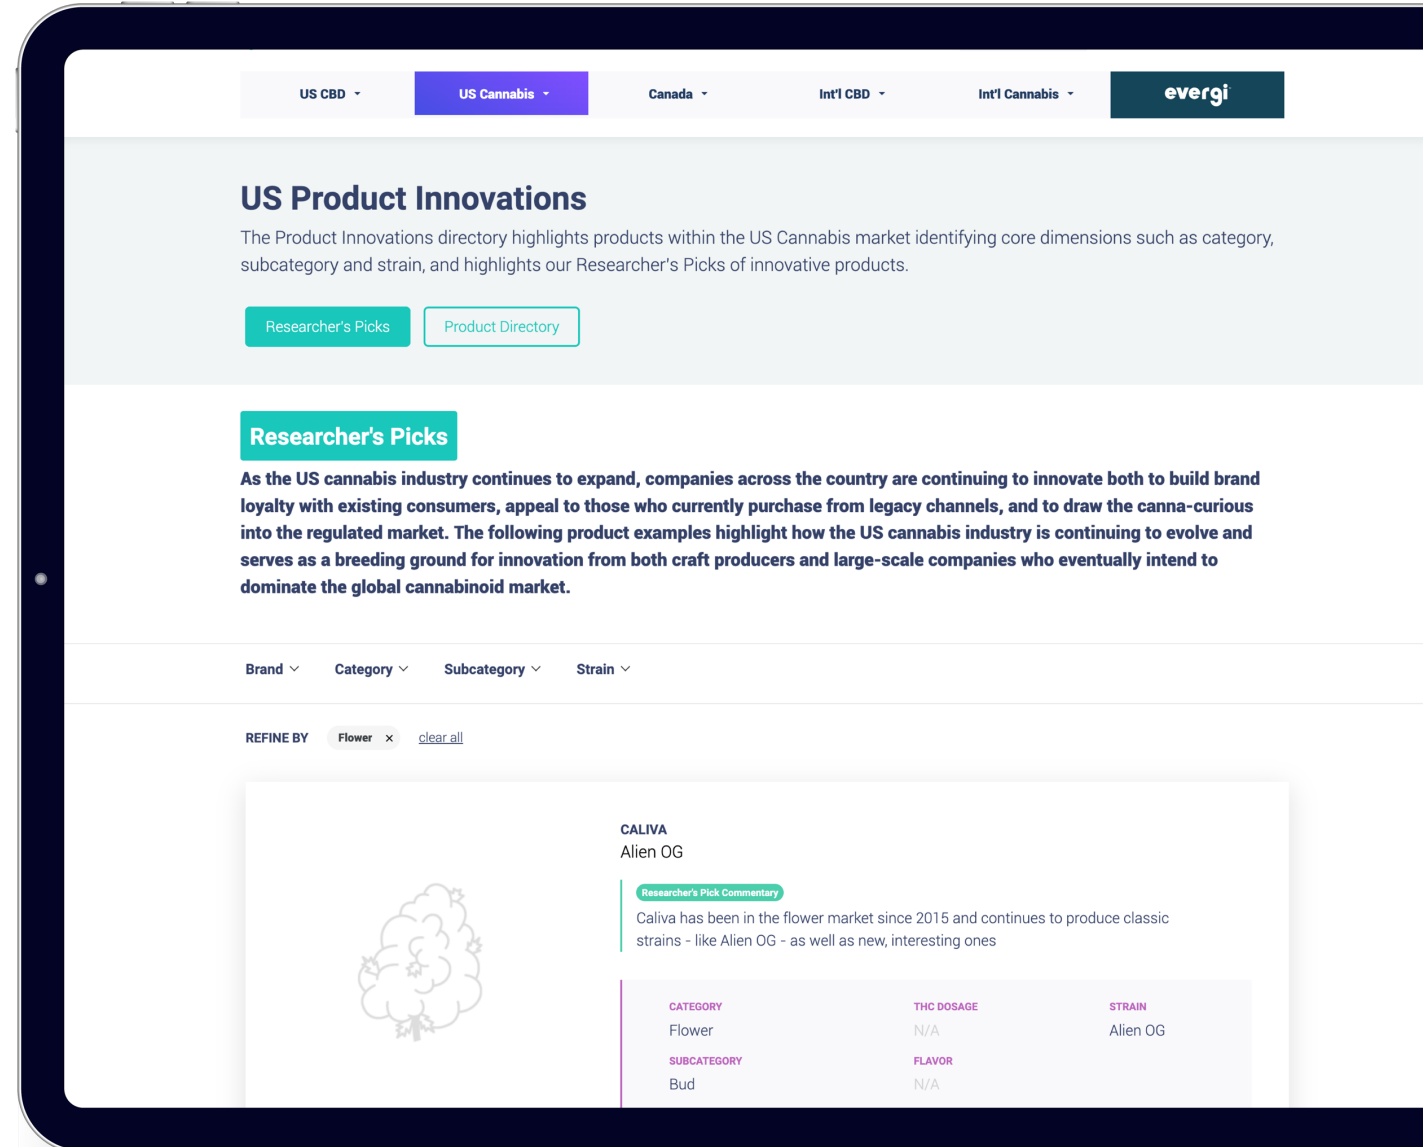 US CBD US Cannabis Canada Int'l CBD Int'l Cannabis evergi
US Product Innovations
The Product Innovations directory highlights products within the US Cannabis market identifying core dimensions such as category,
subcategory and strain, and highlights our Researcher's Picks of innovative products.
Researcher's Picks Product Directory
Researcher's Picks
As the US cannabis industry continues to expand, companies across the country are continuing to innovate both to build brand
loyalty with existing consumers, appeal to those who currently purchase from legacy channels, and to draw the canna-curious
into the regulated market. The following product examples highlight how the US cannabis industry is continuing to evolve and
serves as a breeding ground for innovation from both craft producers and large-scale companies who eventually intend to
dominate the global cannabinoid market.
Brand Category Subcategory Strain
REFINE BY Flower × clear all
CALIVA
Alien OG
Researcher's Pick Commentary
Caliva has been in the flower market since 2015 and continues to produce classic
strains - like Alien OG - as well as new, interesting ones
CATEGORY THC DOSAGE STRAIN
Flower N/A Alien OG
SUBCATEGORY FLAVOR
Bud N/A